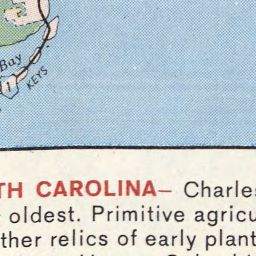 Bay
KEYS
TH CAROLINA— Charles
oldest. Primitive agricu
ther relics of early plant